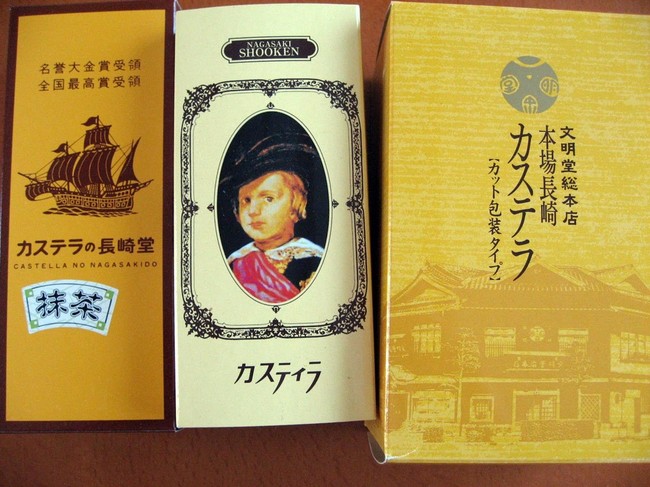 名誉大金賞受領
全国最高賞受領
カステラの長崎堂
CASTELLA NO NAGASAKIDO
抹茶
NAGASAKI
SHOOKEN
カスティラ
文明堂総本店
本場長崎
カステラ
[カット包装タイプ]